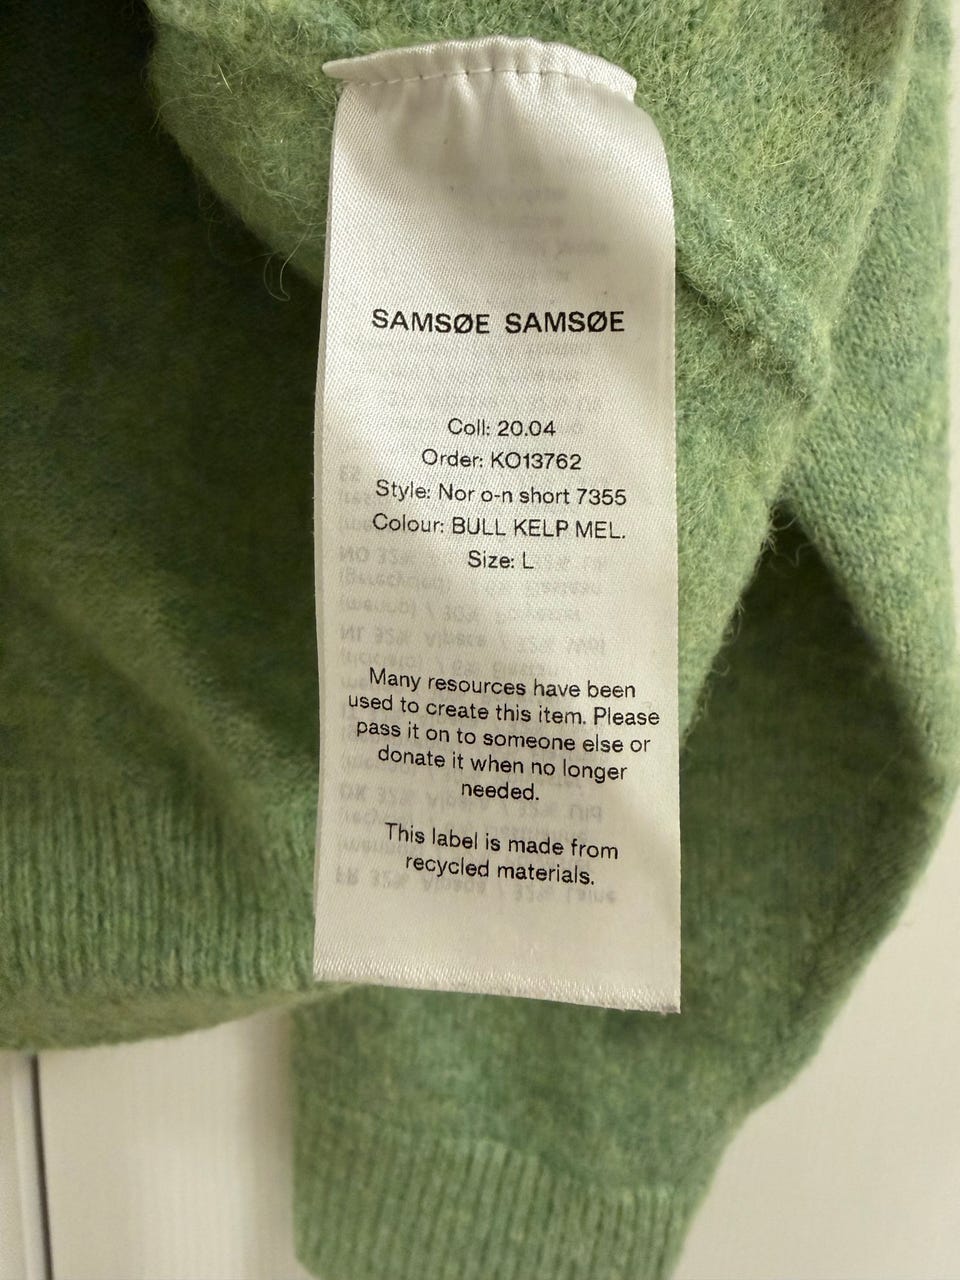 SAMSØE SAMSØE
Coll: 20.04
Order: KO13762
Style: Nor o-n short 7355
Colour: BULL KELP MEL.
Size: L
Many resources have been
used to create this item. Please
pass it on to someone else or
donate it when no longer
needed.
This label is made from
recycled materials.